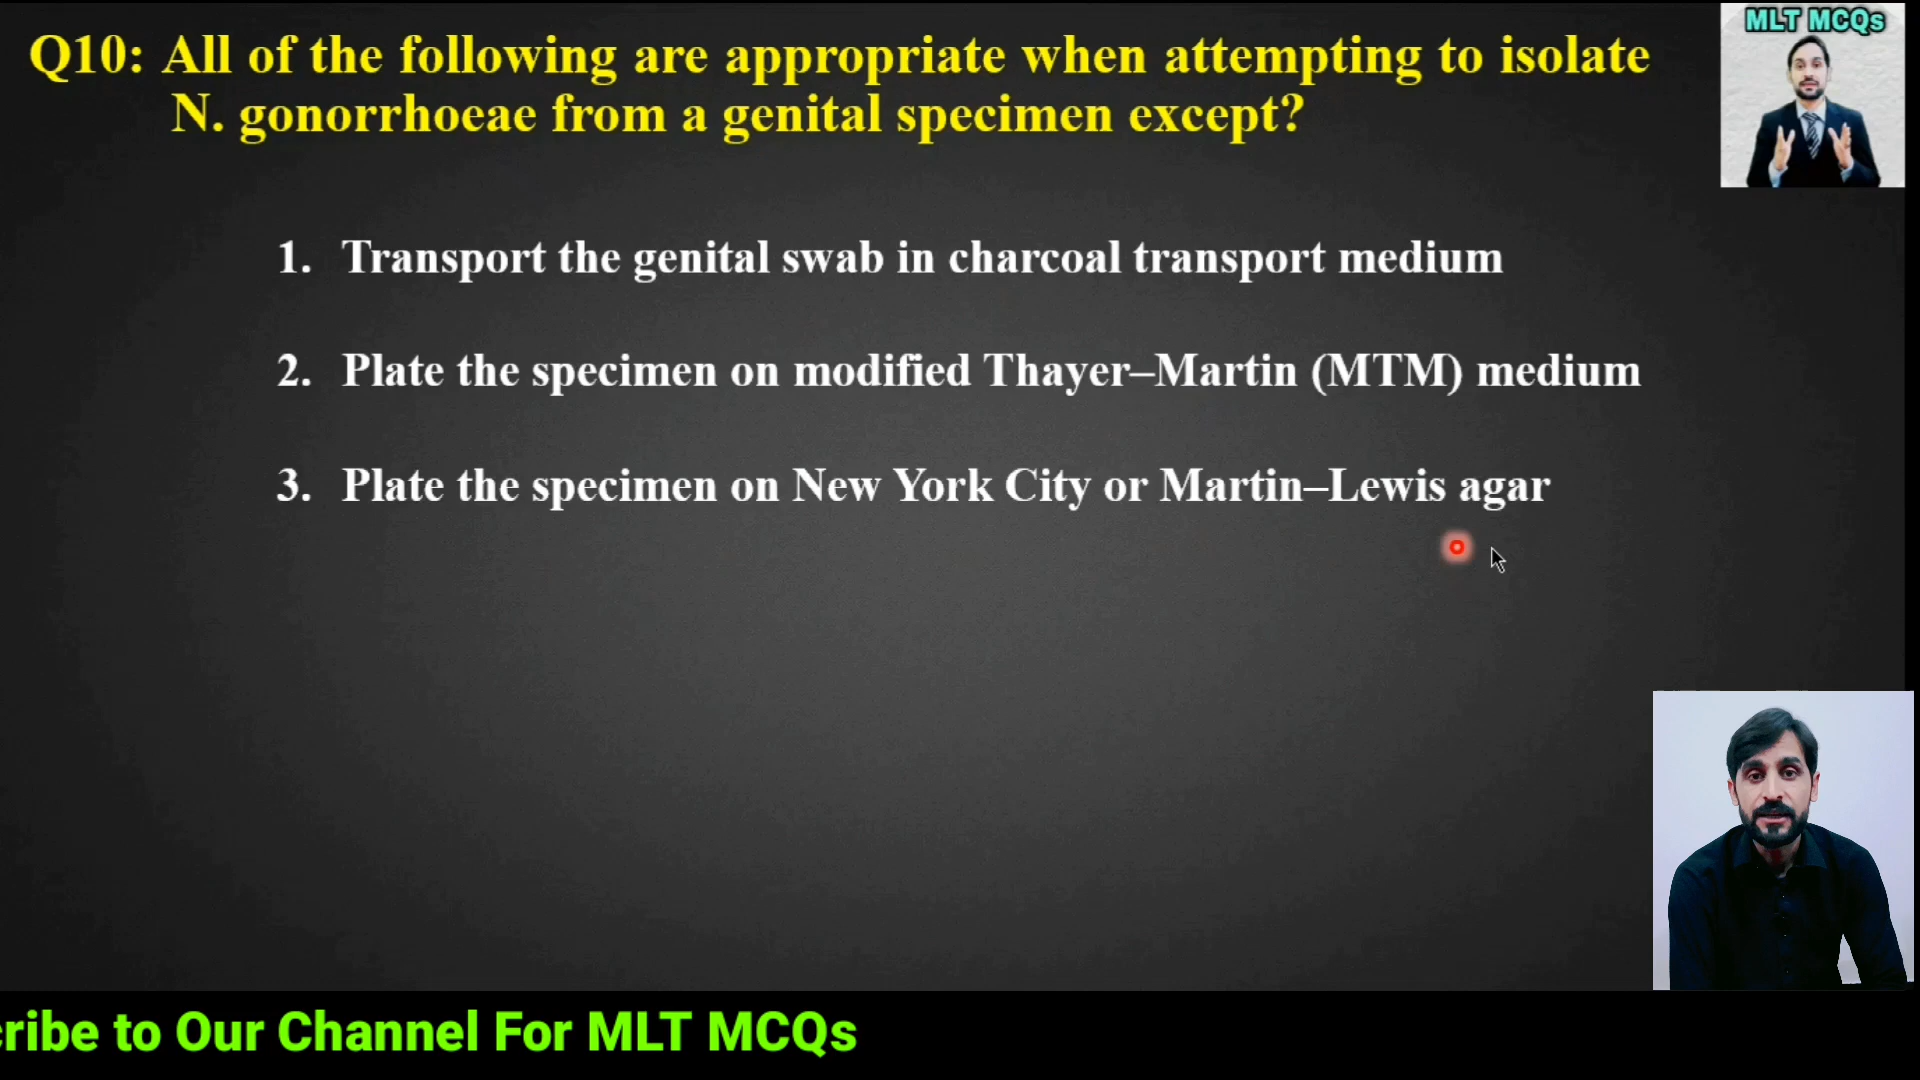 MLT MCQs
Q10: All of the following are appropriate when attempting to isolate
N. gonorrhoeae from a genital specimen except?
1. Transport the genital swab in charcoal transport medium
2. Plate the specimen on modified Thayer–Martin (MTM) medium
3. Plate the specimen on New York City or Martin–Lewis agar
cribe to Our Channel For MLT MCQs